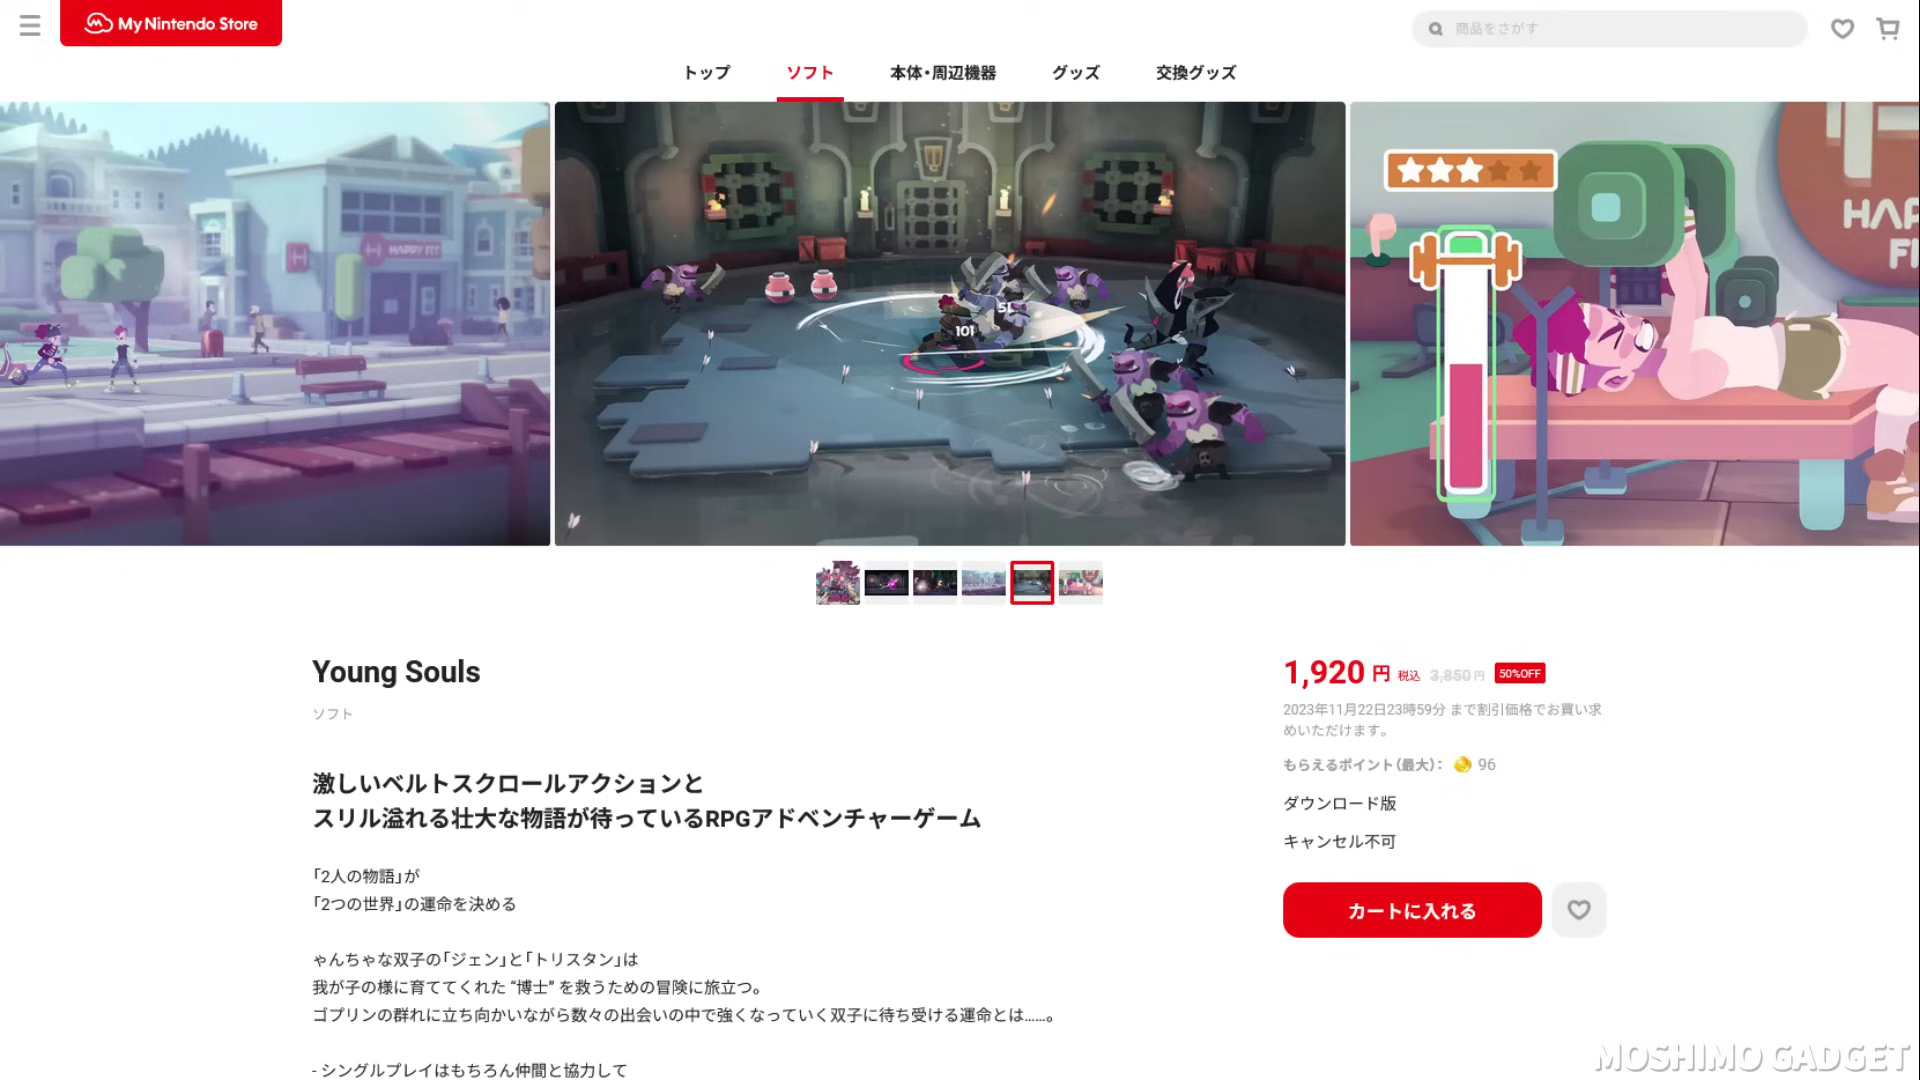 My Nintendo Store
商品をさがす
トップ
ソフト
本体・周辺機器
グッズ
交換グッズ
HAPPY FIT
101
51
HAP
FI
Young Souls
ソフト
激しいベルトスクロールアクションと
スリル溢れる壮大な物語が待っているRPGアドベンチャーゲーム
「2人の物語」が
「2つの世界」の運命を決める
ゃんちゃな双子の「ジェン」と「トリスタン」は
我が子の様に育ててくれた “博士” を救うための冒険に旅立つ。
ゴプリンの群れに立ち向かいながら数々の出会いの中で強くなっていく双子に待ち受ける運命とは……。
- シングルプレイはもちろん仲間と協力して
1,920 円 税込 3,850円 50%OFF
2023年11月22日23時59分 まで割引価格でお買い求
めいただけます。
もらえるポイント（最大）： 96
ダウンロード版
キャンセル不可
カートに入れる
MOSHIMO GADGET